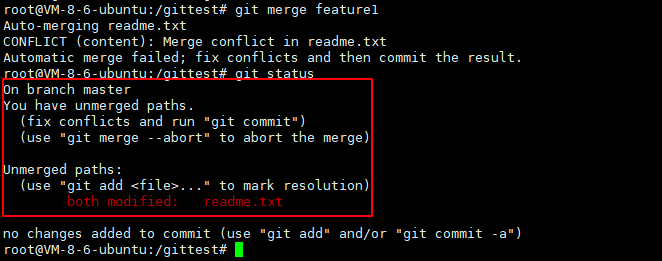 root@VM-8-6-ubuntu:/gittest# git merge feature1
Auto-merging readme.txt
CONFLICT (content): Merge conflict in readme.txt
Automatic merge failed; fix conflicts and then commit the result.
root@VM-8-6-ubuntu:/gittest# git status
On branch master
You have unmerged paths.
  (fix conflicts and run "git commit")
  (use "git merge --abort" to abort the merge)

Unmerged paths:
  (use "git add <file>..." to mark resolution)
        both modified:   readme.txt

no changes added to commit (use "git add" and/or "git commit -a")
root@VM-8-6-ubuntu:/gittest#